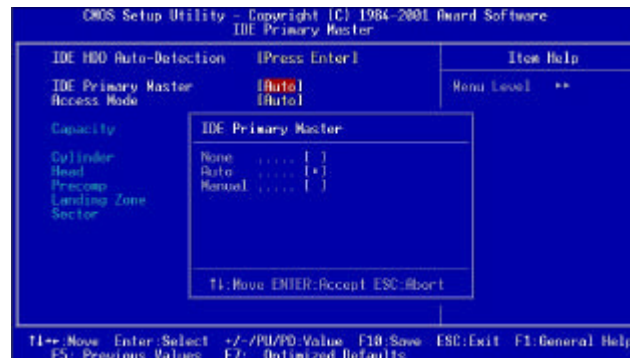 CMOS Setup Utility - Copyright (C) 1984-2001 Award Software
IDE Primary Master
IDE HDD Auto-Detection [Press Enter]
Item Help
IDE Primary Master [Auto]
Access Mode [Auto]
Menu Level ▸▸
Capacity
Cylinder
Head
Precomp
Landing Zone
Sector
IDE Primary Master
None ..... [ ]
Auto ..... [▪]
Manual ..... [ ]
↑↓:Move ENTER:Accept ESC:Abort
↑↓→←:Move Enter:Select +/-/PU/PD:Value F10:Save ESC:Exit F1:General Help
F5: Previous Values F7: Optimized Defaults